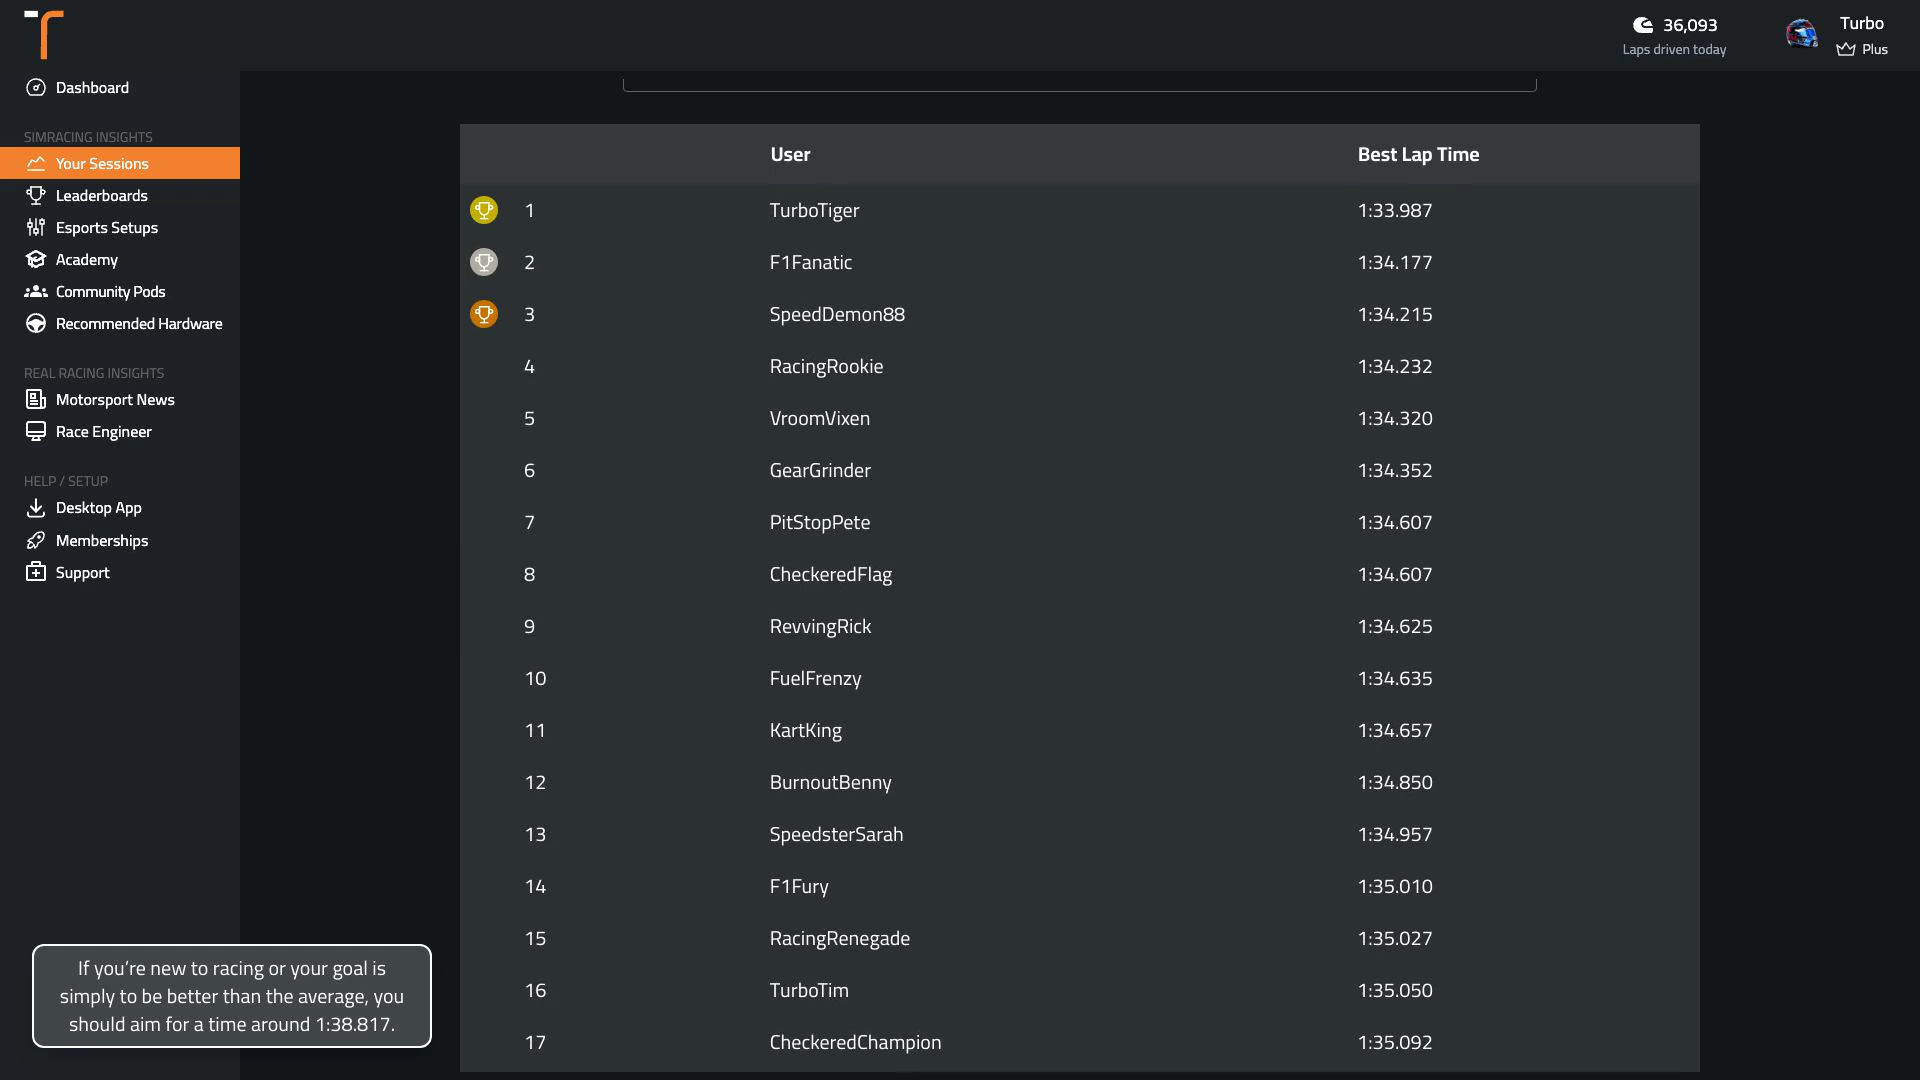 36,093
Laps driven today
Turbo
Plus
Dashboard
SIMRACING INSIGHTS
Your Sessions
Leaderboards
Esports Setups
Academy
Community Pods
Recommended Hardware
REAL RACING INSIGHTS
Motorsport News
Race Engineer
HELP / SETUP
Desktop App
Memberships
Support
User Best Lap Time
1 TurboTiger 1:33.987
2 F1Fanatic 1:34.177
3 SpeedDemon88 1:34.215
4 RacingRookie 1:34.232
5 VroomVixen 1:34.320
6 GearGrinder 1:34.352
7 PitStopPete 1:34.607
8 CheckeredFlag 1:34.607
9 RevvingRick 1:34.625
10 FuelFrenzy 1:34.635
11 KartKing 1:34.657
12 BurnoutBenny 1:34.850
13 SpeedsterSarah 1:34.957
14 F1Fury 1:35.010
15 RacingRenegade 1:35.027
16 TurboTim 1:35.050
17 CheckeredChampion 1:35.092
If you’re new to racing or your goal is
simply to be better than the average, you
should aim for a time around 1:38.817.